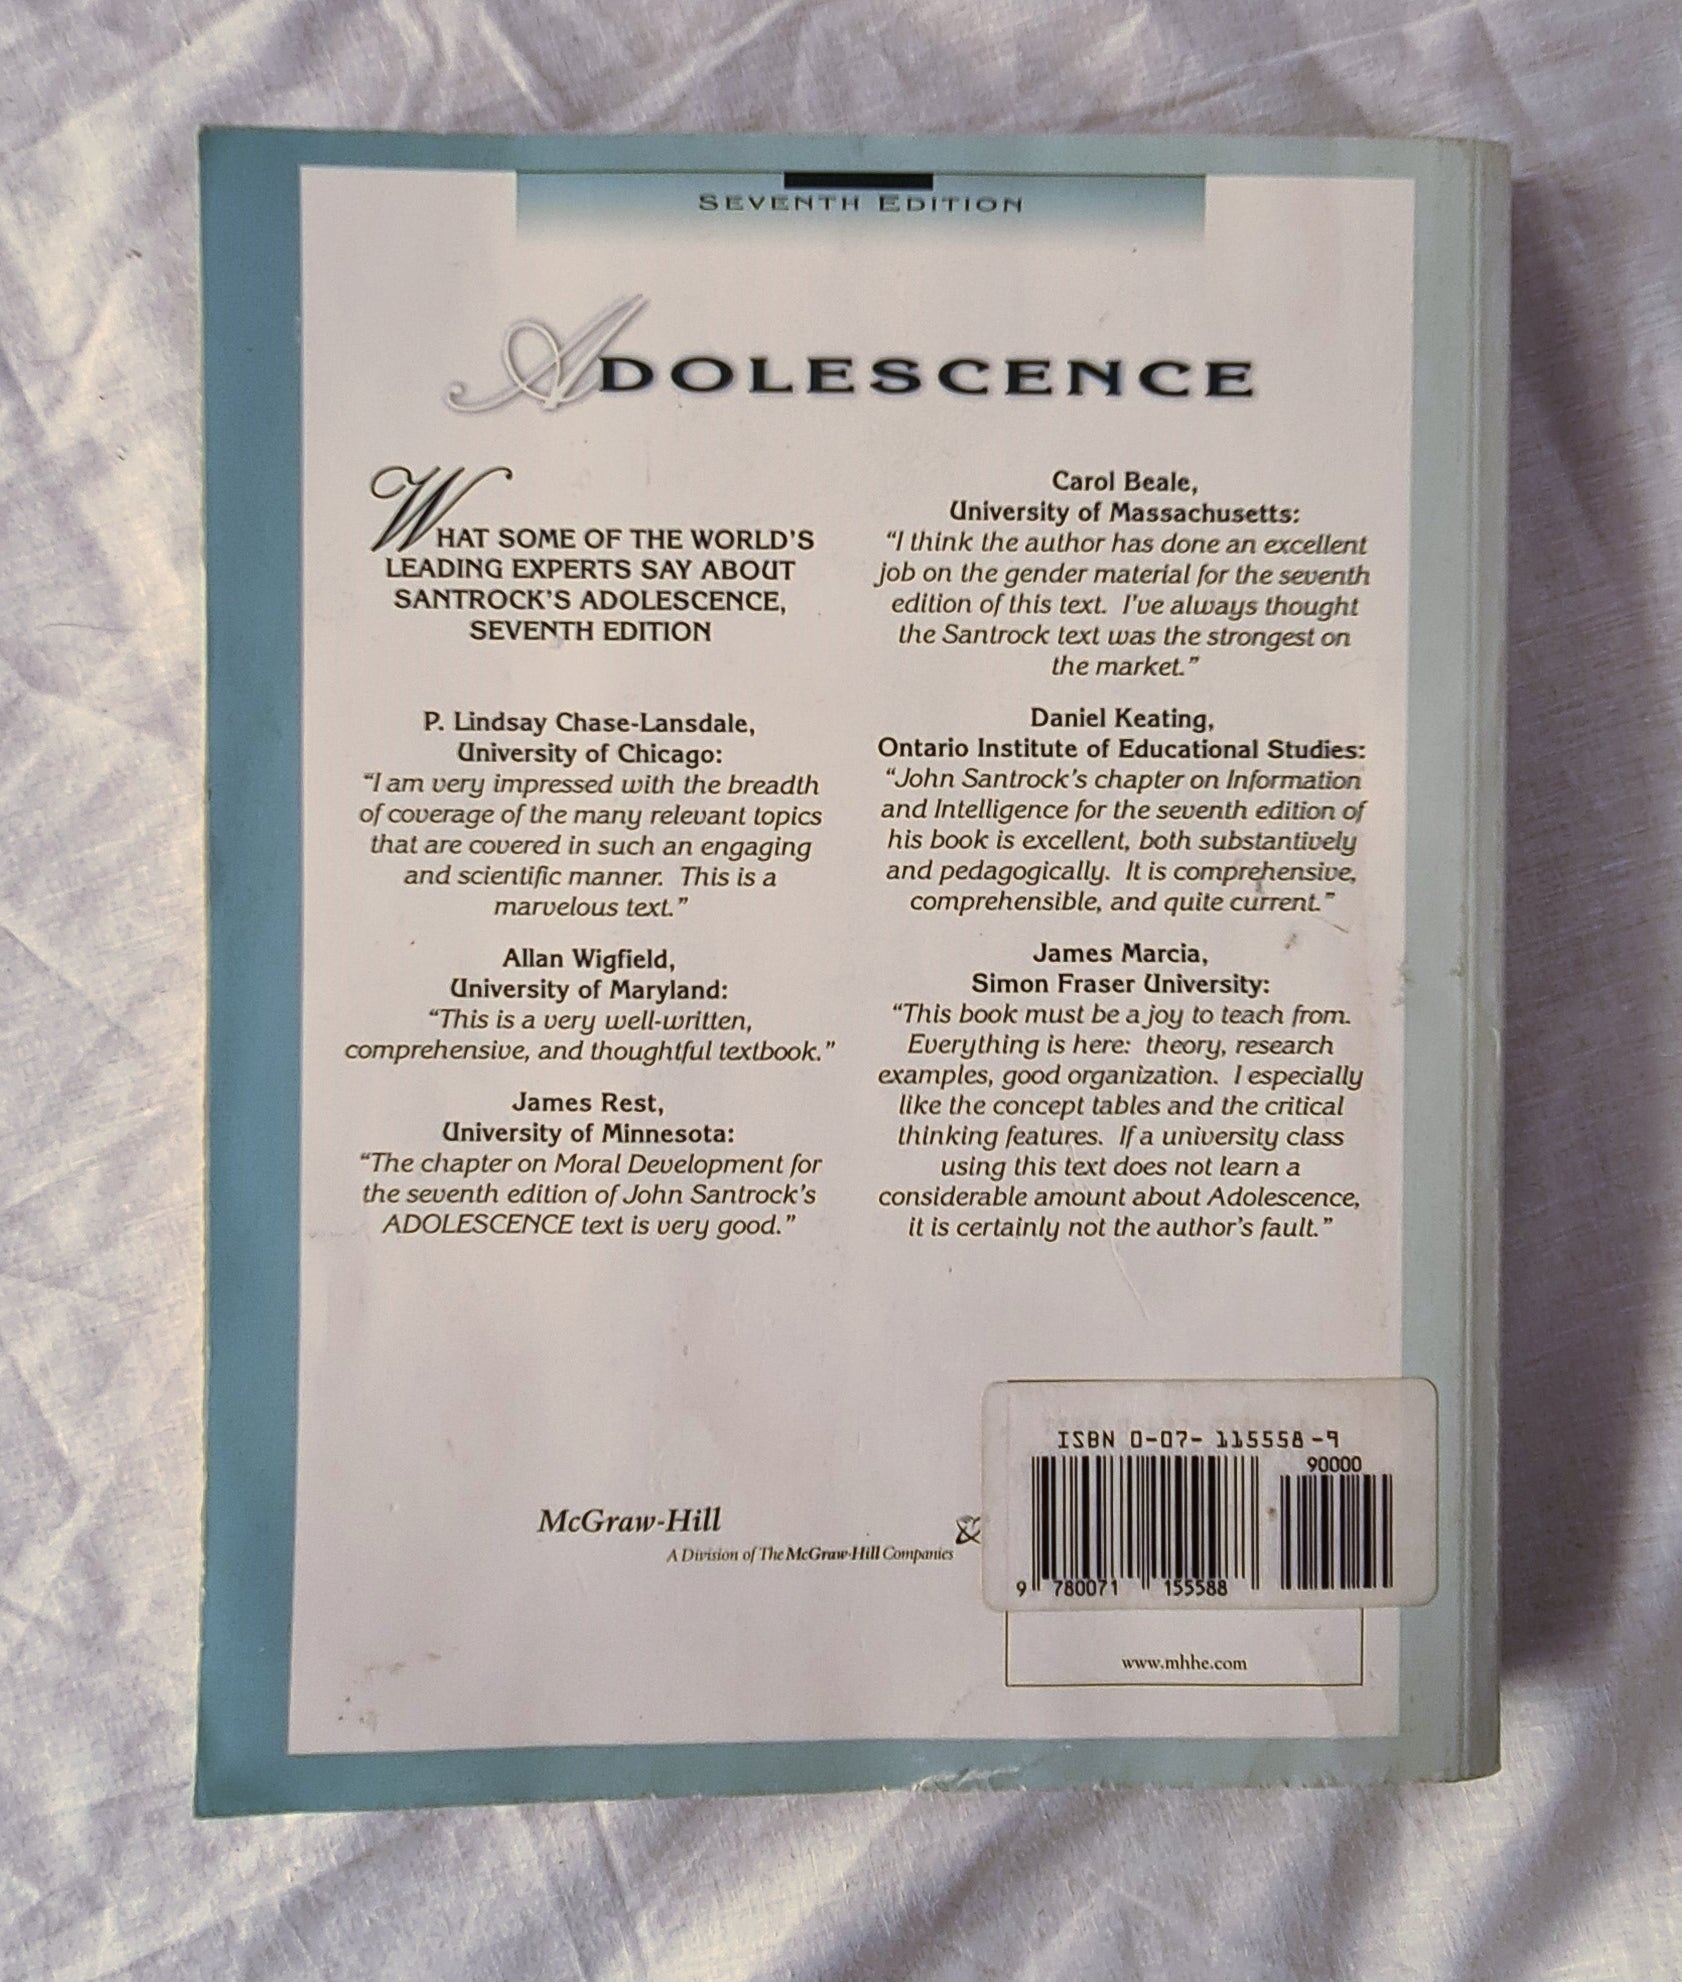 SEVENTH EDITION
ADOLESCENCE
WHAT SOME OF THE WORLD'S
LEADING EXPERTS SAY ABOUT
SANTROCK'S ADOLESCENCE,
SEVENTH EDITION
P. Lindsay Chase-Lansdale,
University of Chicago:
“I am very impressed with the breadth
of coverage of the many relevant topics
that are covered in such an engaging
and scientific manner. This is a
marvelous text.”
Allan Wigfield,
University of Maryland:
“This is a very well-written,
comprehensive, and thoughtful textbook.”
James Rest,
University of Minnesota:
“The chapter on Moral Development for
the seventh edition of John Santrock's
ADOLESCENCE text is very good.”
Carol Beale,
University of Massachusetts:
“I think the author has done an excellent
job on the gender material for the seventh
edition of this text. I've always thought
the Santrock text was the strongest on
the market.”
Daniel Keating,
Ontario Institute of Educational Studies:
“John Santrock's chapter on Information
and Intelligence for the seventh edition of
his book is excellent, both substantively
and pedagogically. It is comprehensive,
comprehensible, and quite current.”
James Marcia,
Simon Fraser University:
“This book must be a joy to teach from.
Everything is here: theory, research
examples, good organization. I especially
like the concept tables and the critical
thinking features. If a university class
using this text does not learn a
considerable amount about Adolescence,
it is certainly not the author's fault.”
McGraw-Hill
A Division of The McGraw-Hill Companies
ISBN 0-07-115558-9
90000
9 780071 155588
www.mhhe.com